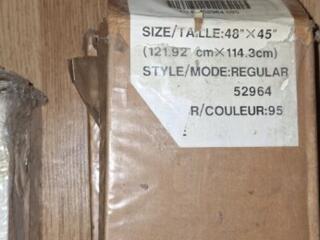 SIZE/TAILLE:48"×45"
(121.92 cm×114.3cm)
STYLE/MODE:REGULAR
52964
R/COULEUR:95